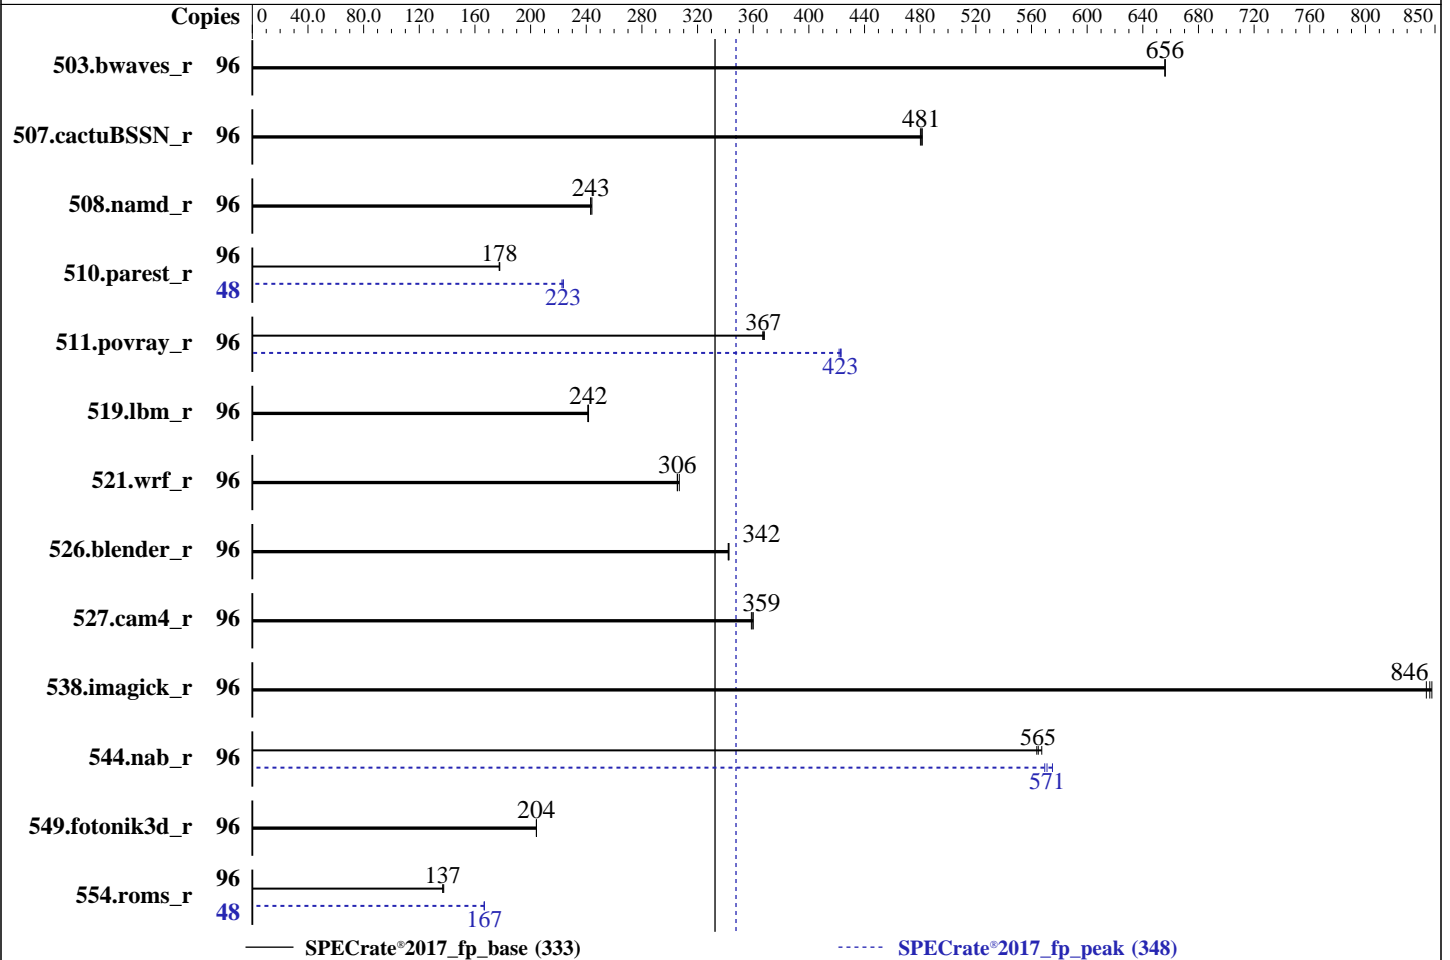 Copies 0 40.0 80.0 120 160 200 240 280 320 360 400 440 480 520 560 600 640 680 720 760 800 850
503.bwaves_r 96 656
507.cactuBSSN_r 96 481
508.namd_r 96 243
510.parest_r 96 178
48 223
511.povray_r 96 367
423
519.lbm_r 96 242
521.wrf_r 96 306
526.blender_r 96 342
527.cam4_r 96 359
538.imagick_r 96 846
544.nab_r 96 565
571
549.fotonik3d_r 96 204
554.roms_r 96 137
48 167
SPECrate®2017_fp_base (333) SPECrate®2017_fp_peak (348)